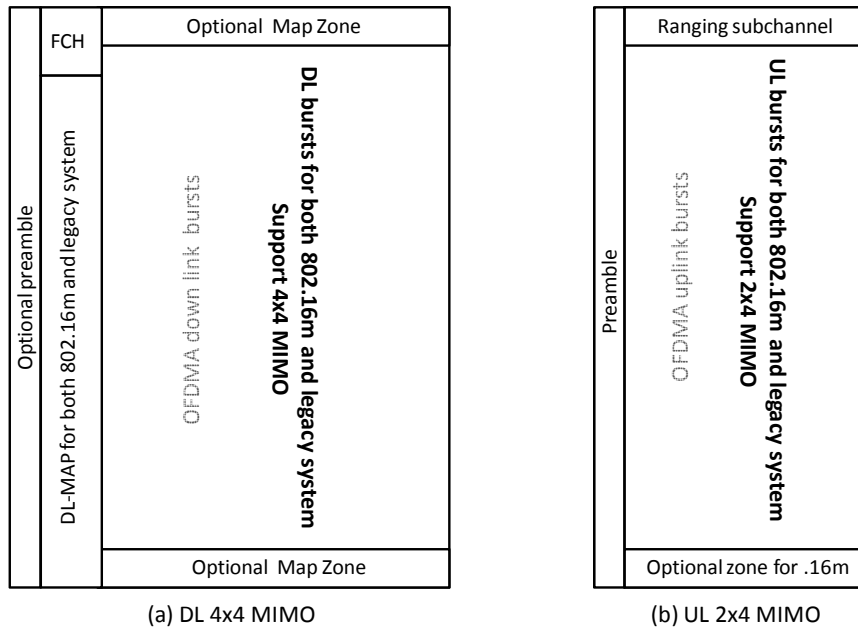 Optional preamble
FCH
DL-MAP for both 802.16m and legacy system
Optional Map Zone
OFDMA down link bursts
DL bursts for both 802.16m and legacy system
Support 4x4 MIMO
Optional Map Zone
(a) DL 4x4 MIMO
Preamble
Ranging subchannel
OFDMA uplink bursts
UL bursts for both 802.16m and legacy system
Support 2x4 MIMO
Optional zone for .16m
(b) UL 2x4 MIMO